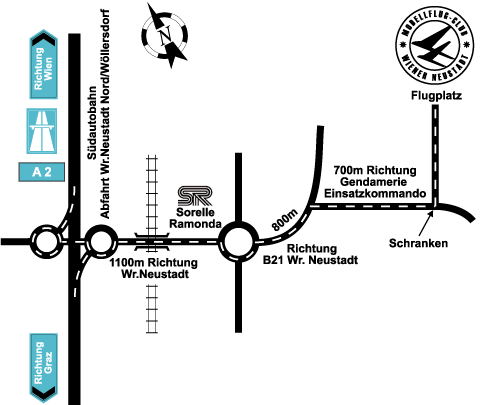 Richtung
Wien
A 2
Südautobahn
Abfahrt Wr.Neustadt Nord/Wöllersdorf
N
MODELLFLUG-CLUB
WIENER NEUSTADT
Flugplatz
700m Richtung
Gendamerie
Einsatzkommando
SR
Sorelle
Ramonda
800m
Schranken
Richtung
B21 Wr. Neustadt
1100m Richtung
Wr.Neustadt
Richtung
Graz